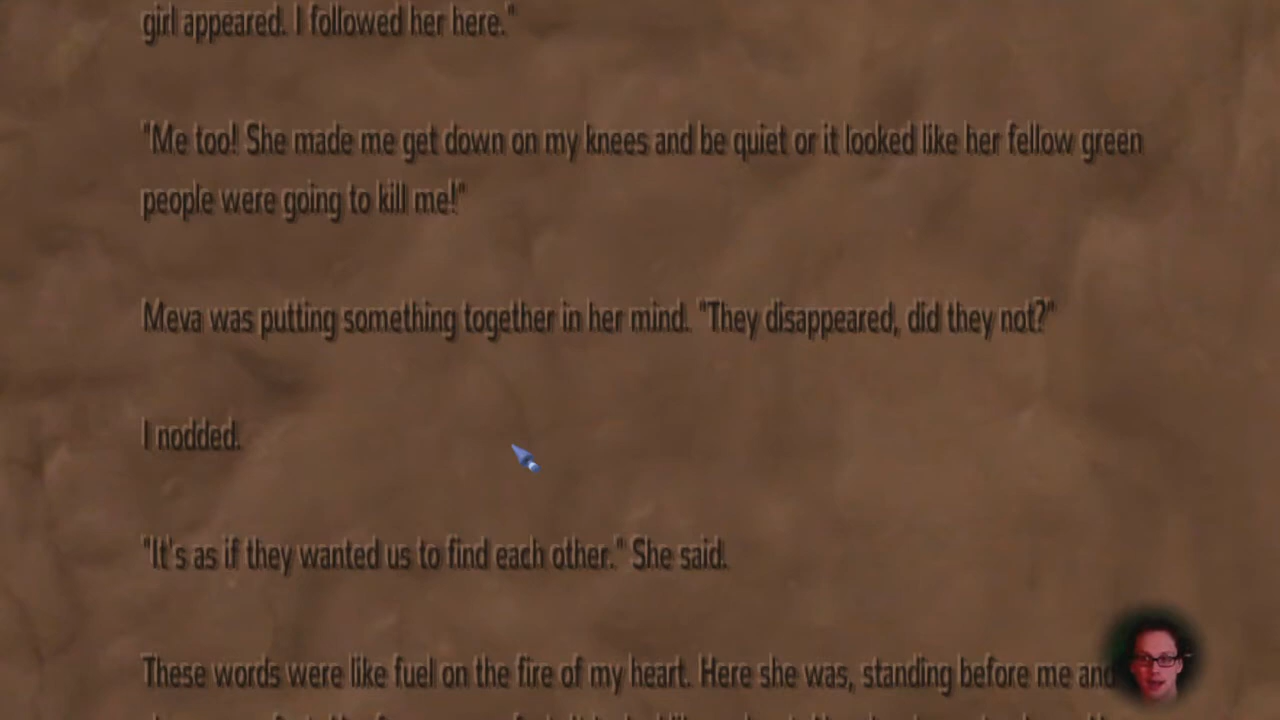 girl appeared. I followed her here."
"Me too! She made me get down on my knees and be quiet or it looked like her fellow green
people were going to kill me!"
Meva was putting something together in her mind. "They disappeared, did they not?"
I nodded.
"It's as if they wanted us to find each other." She said.
These words were like fuel on the fire of my heart. Here she was, standing before me and